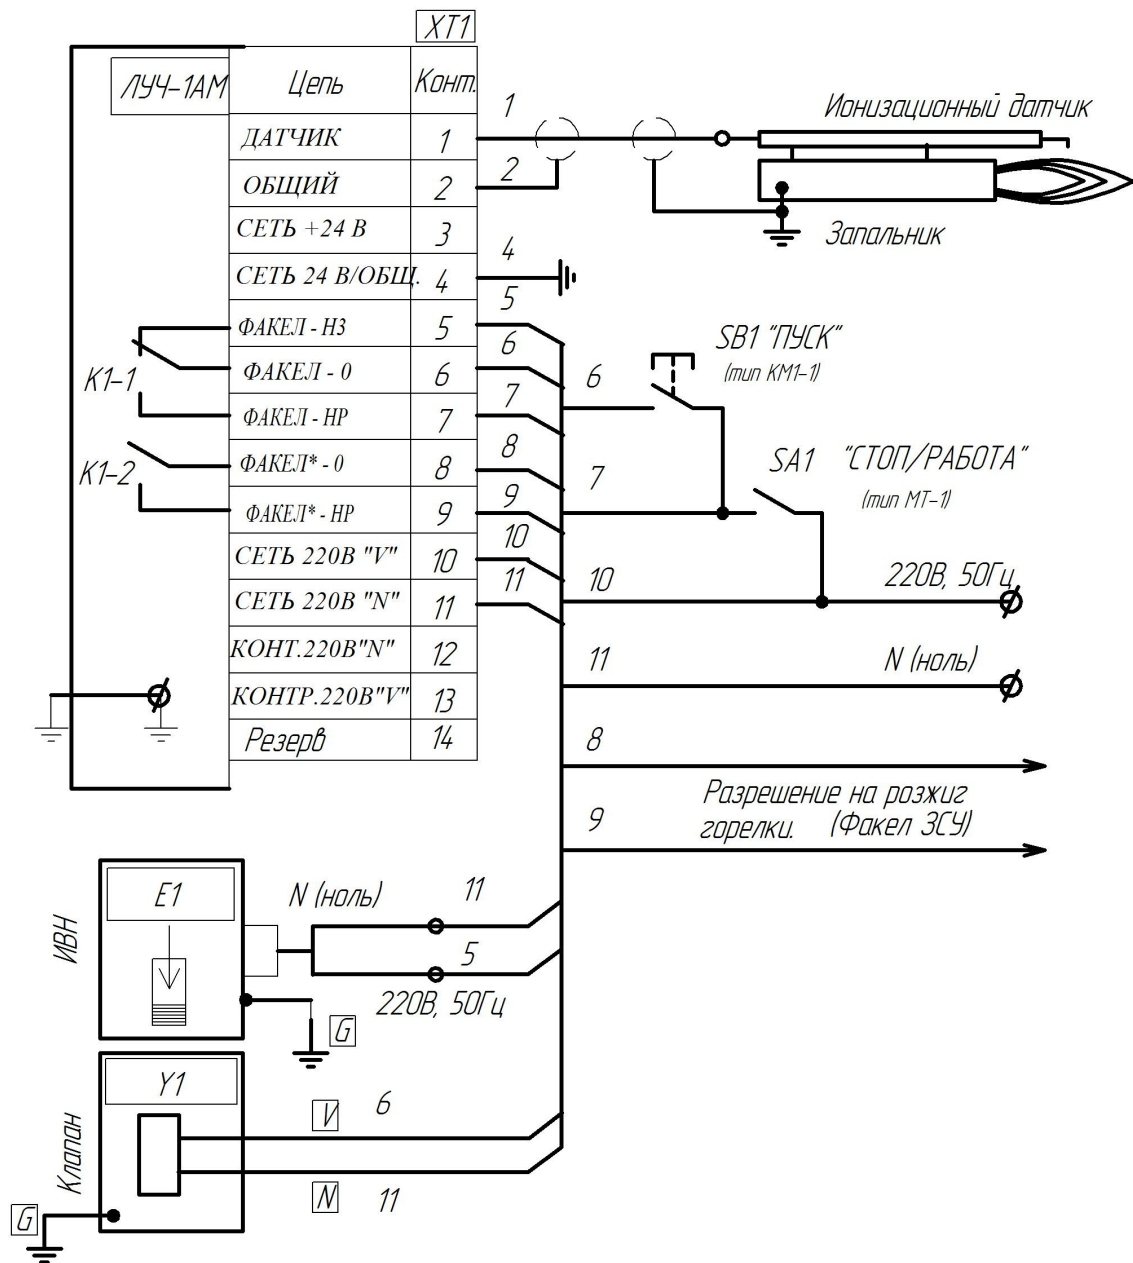 XT1
ЛУЧ-1АМ
Цепь
Конт.
ДАТЧИК
1
ОБЩИЙ
2
СЕТЬ +24 В
3
СЕТЬ 24 В/ОБЩ.
4
ФАКЕЛ - НЗ
5
ФАКЕЛ - 0
6
ФАКЕЛ - НР
7
ФАКЕЛ* - 0
8
ФАКЕЛ* - НР
9
СЕТЬ 220В "V"
10
СЕТЬ 220В "N"
11
КОНТ.220В"N"
12
КОНТР.220В"V"
13
Резерв
14
К1-1
К1-2
1
2
4
5
6
7
8
9
10
11
Ионизационный датчик
Запальник
6
SB1 "ПУСК"
(тип КМ1-1)
7
SA1 "СТОП/РАБОТА"
(тип МТ-1)
10
220В, 50Гц
11
N (ноль)
8
Разрешение на розжиг
горелки. (Факел ЗСУ)
9
ИВН
E1
N (ноль)
11
5
220В, 50Гц
G
Клапан
Y1
V
6
N
11
G